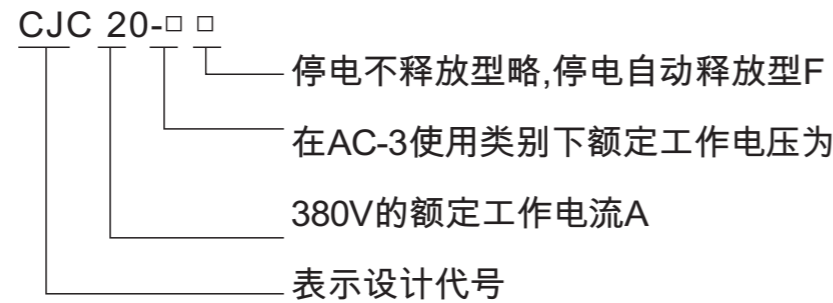 CJC 20-□ □
停电不释放型略,停电自动释放型F
在AC-3使用类别下额定工作电压为
380V的额定工作电流A
表示设计代号